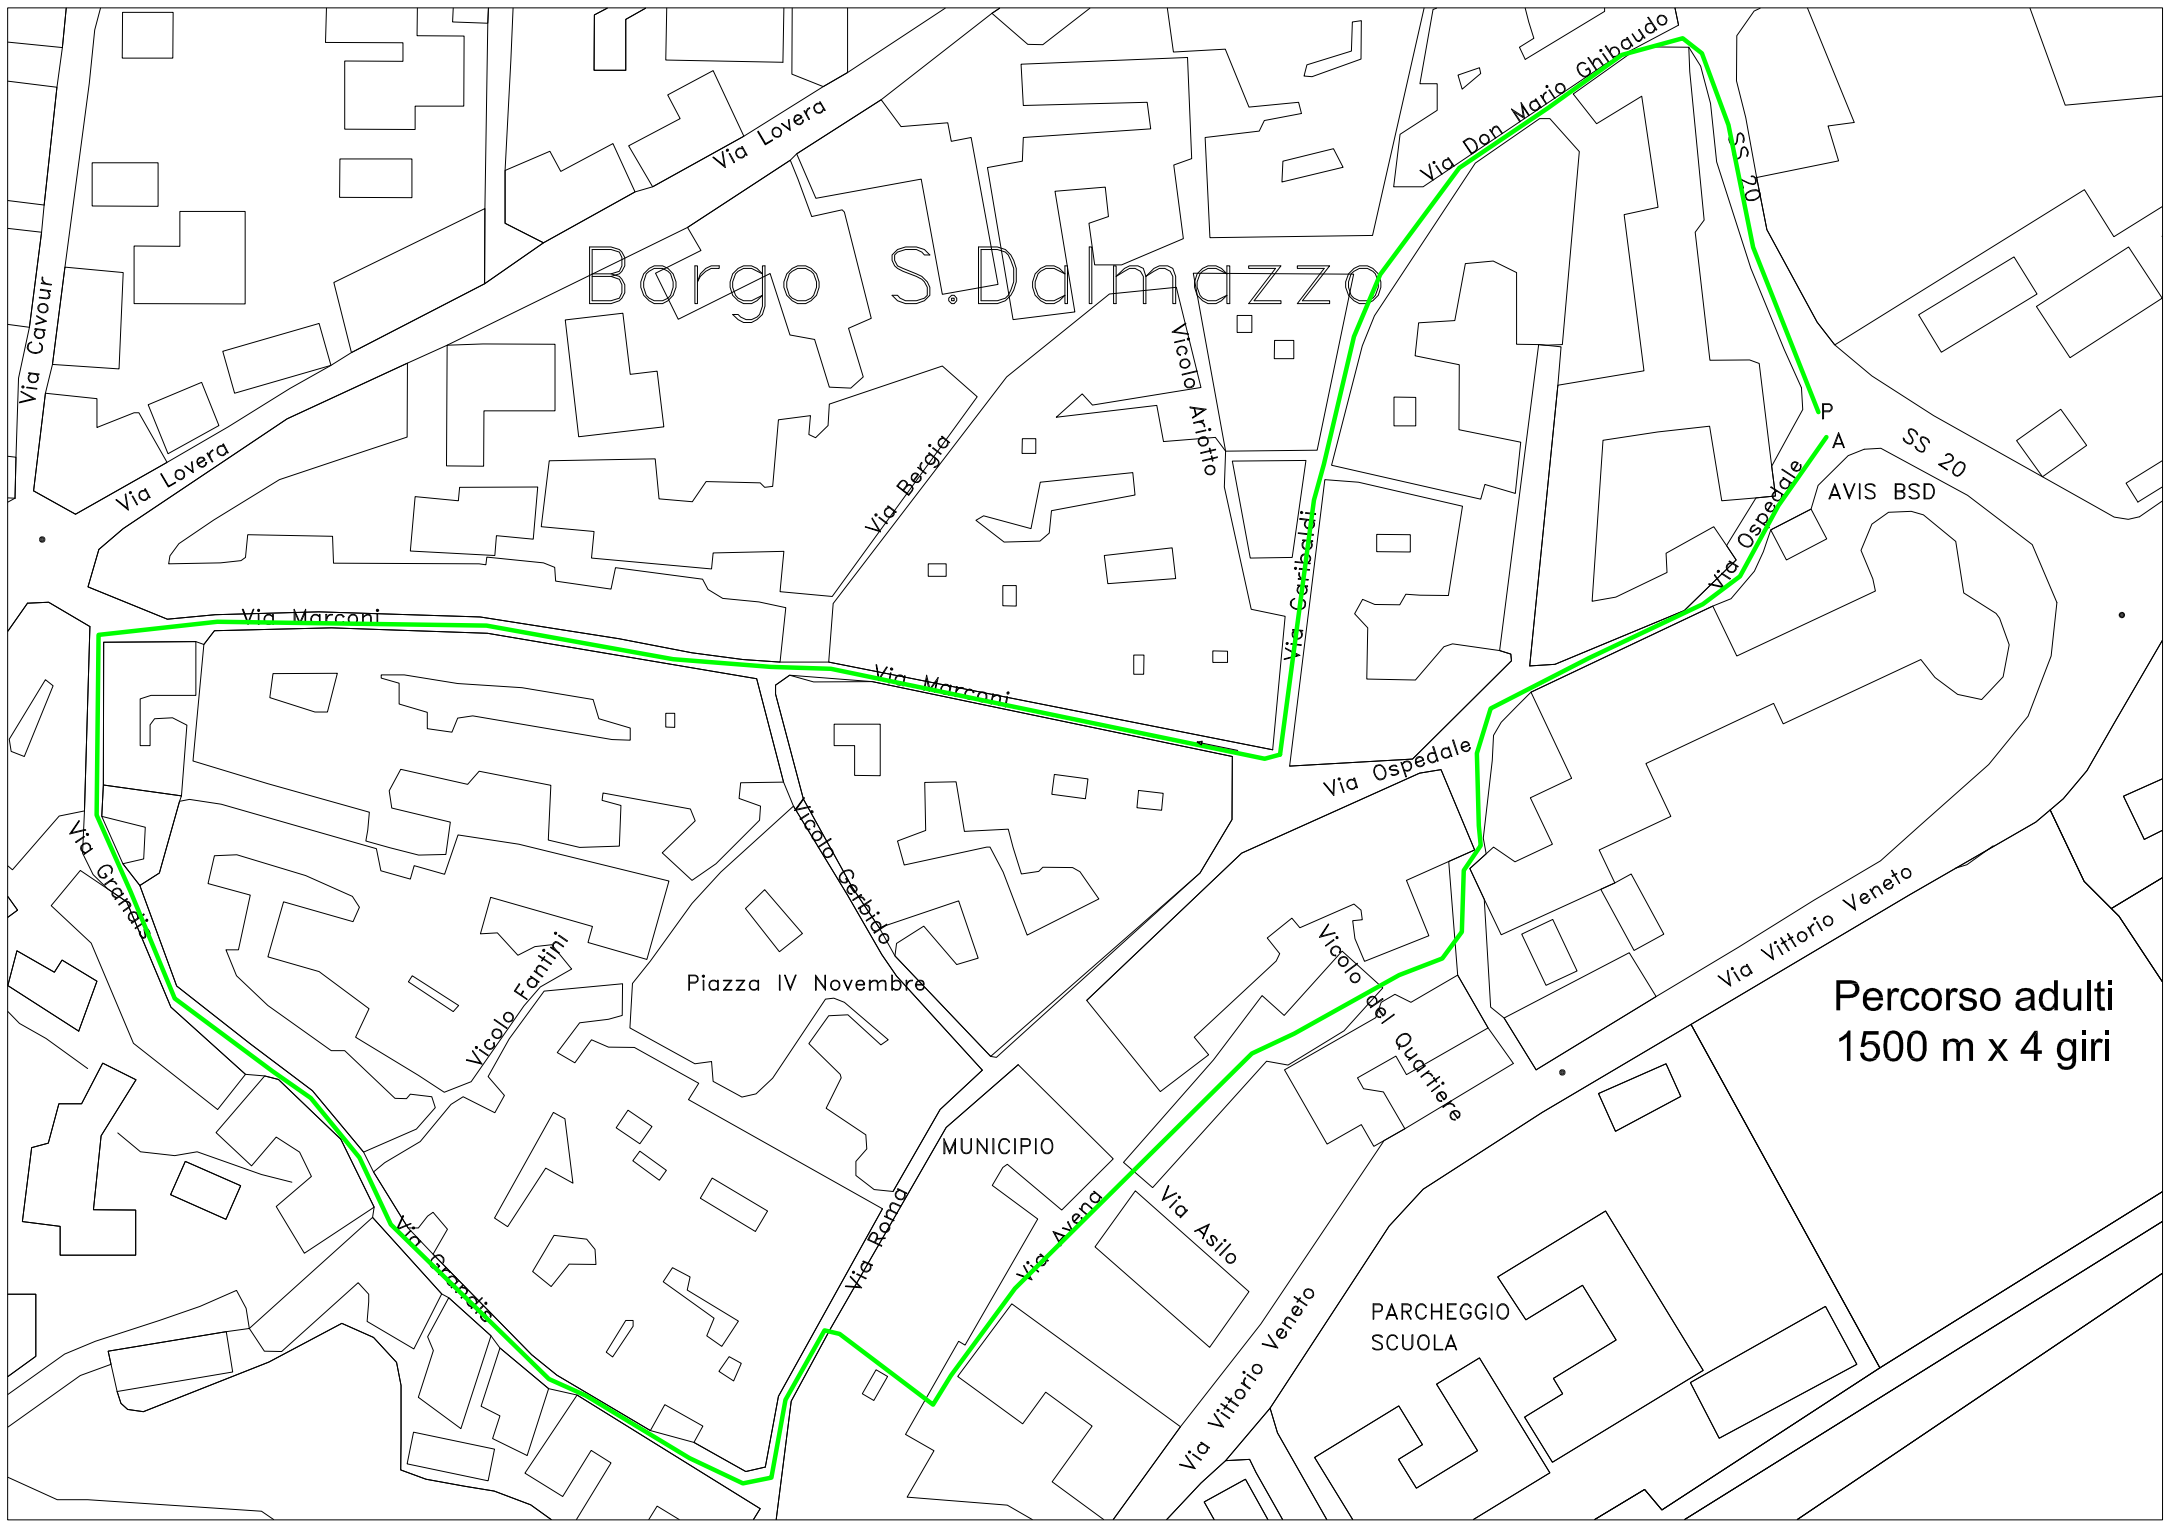 Via Don Mario Ghibaudo
Via Lovera
SS 20
Borgo S.Dalmazzo
Via Cavour
Vicolo Ariotto
P
A
SS 20
Via Lovera
Via Bergia
AVIS BSD
Via Ospedale
Via Garibaldi
Via Marconi
Via Marconi
Via Ospedale
Via Grandis
Vicolo Gerbido
Via Vittorio Veneto
Vicolo Fantini
Piazza IV Novembre
Vicolo del Quartiere
Percorso adulti
1500 m x 4 giri
MUNICIPIO
Via Roma
Via Avena
Via Asilo
Via Grandis
Via Vittorio Veneto
PARCHEGGIO
SCUOLA